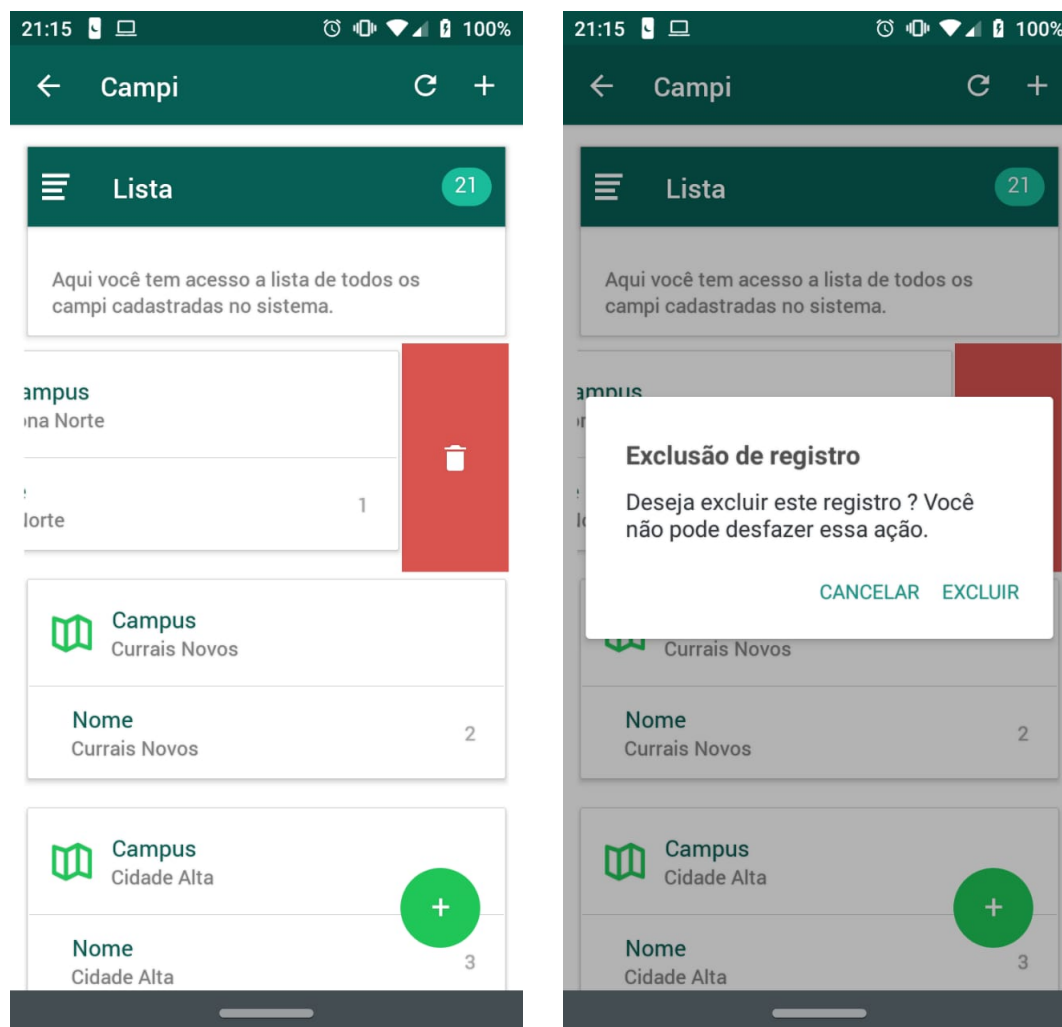 21:15 100%
Campi
Lista 21
Aqui você tem acesso a lista de todos os
campi cadastradas no sistema.
ampus
ona Norte
Norte 1
Campus
Currais Novos
Nome
Currais Novos 2
Campus
Cidade Alta
+
Nome
Cidade Alta 3
21:15 100%
Campi
Lista 21
Aqui você tem acesso a lista de todos os
campi cadastradas no sistema.
ampus
Exclusão de registro
Deseja excluir este registro ? Você
não pode desfazer essa ação.
CANCELAR EXCLUIR
Currais Novos
Nome
Currais Novos 2
Campus
Cidade Alta
+
Nome
Cidade Alta 3